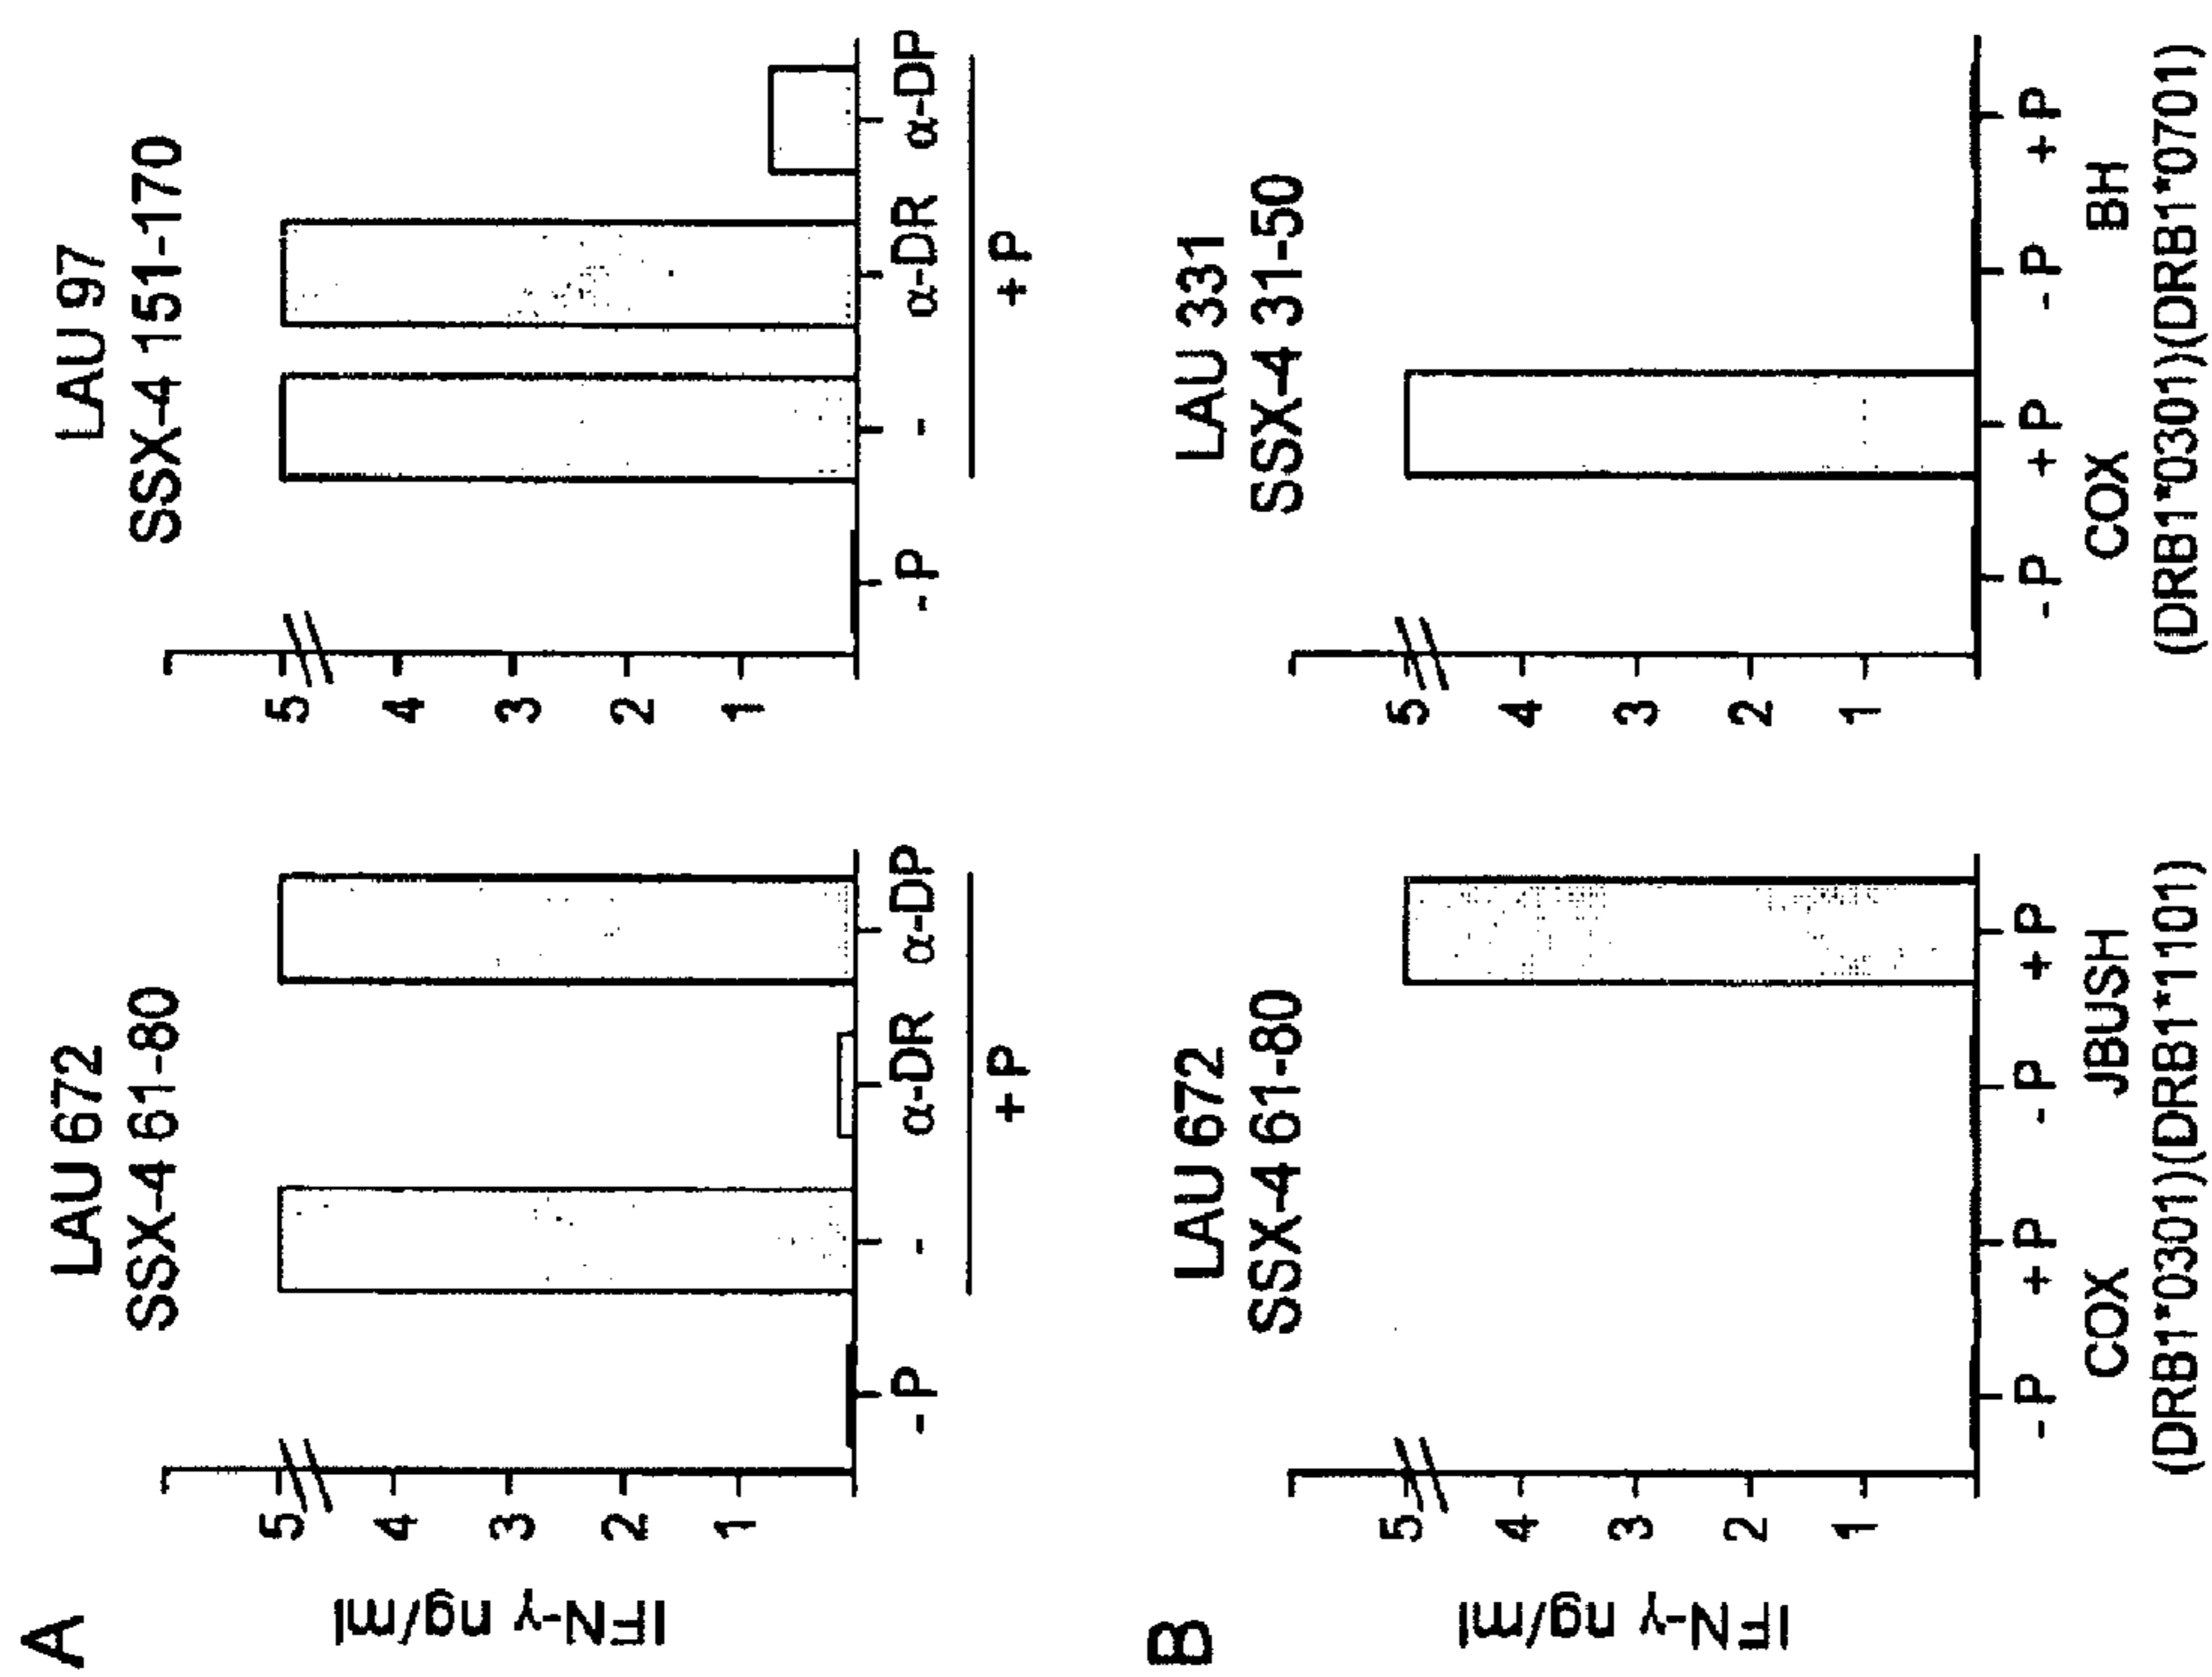 A
LAU 672
SSX-4 61-80
IFN-γ ng/ml
5
4
3
2
1
- P
-
α-DR
α-DP
+ P
LAU 97
SSX-4 151-170
5
4
3
2
1
- P
-
α-DR
α-DP
+ P
B
LAU 672
SSX-4 61-80
IFN-γ ng/ml
5
4
3
2
1
- P
+ P
- P
+ P
COX
JBUSH
(DRB1*0301)(DRB1*1101)
LAU 331
SSX-4 31-50
5
4
3
2
1
- P
+ P
- P
+ P
COX
BH
(DRB1*0301)(DRB1*0701)